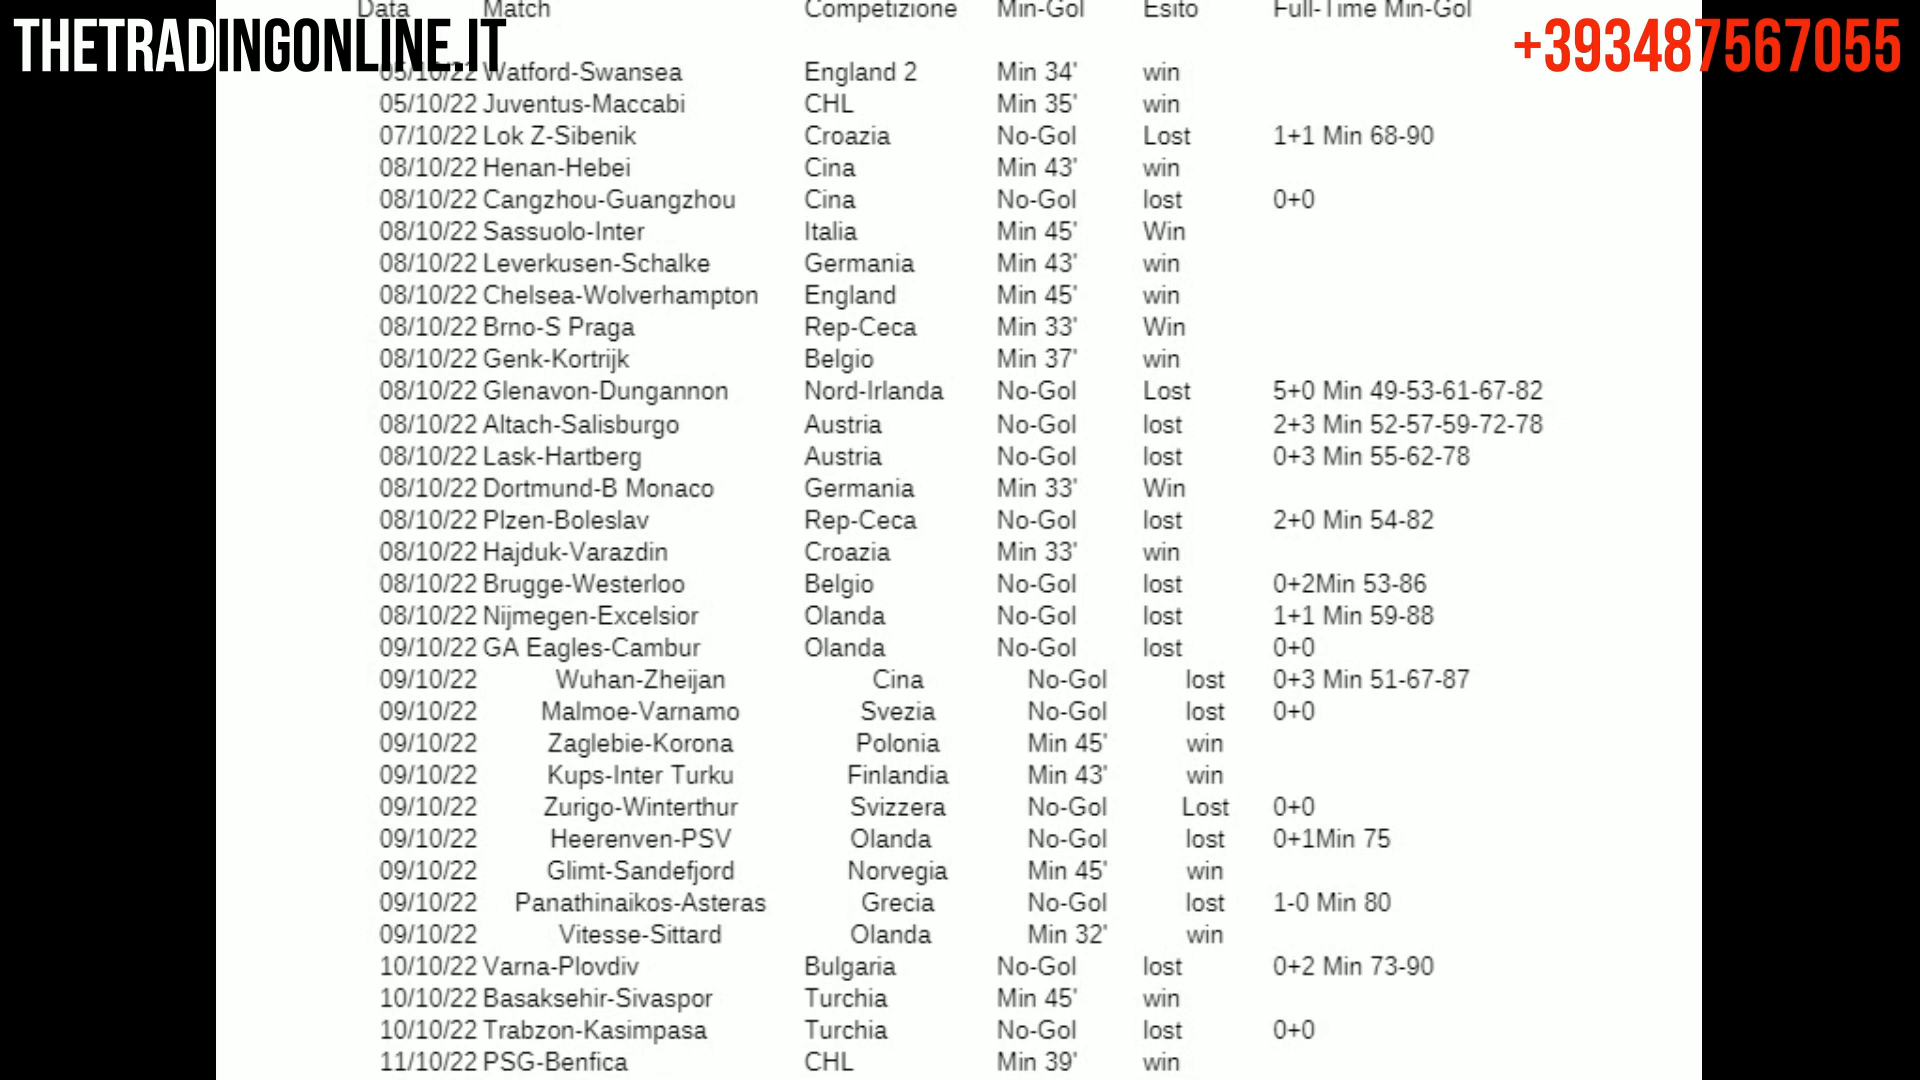 Data Match Competizione Min-Gol Esito Full-Time Min-Gol
THETRADINGONLINE.IT +393487567055
05/10/22 Watford-Swansea England 2 Min 34' win
05/10/22 Juventus-Maccabi CHL Min 35' win
07/10/22 Lok Z-Sibenik Croazia No-Gol Lost 1+1 Min 68-90
08/10/22 Henan-Hebei Cina Min 43' win
08/10/22 Cangzhou-Guangzhou Cina No-Gol lost 0+0
08/10/22 Sassuolo-Inter Italia Min 45' Win
08/10/22 Leverkusen-Schalke Germania Min 43' win
08/10/22 Chelsea-Wolverhampton England Min 45' win
08/10/22 Brno-S Praga Rep-Ceca Min 33' Win
08/10/22 Genk-Kortrijk Belgio Min 37' win
08/10/22 Glenavon-Dungannon Nord-Irlanda No-Gol Lost 5+0 Min 49-53-61-67-82
08/10/22 Altach-Salisburgo Austria No-Gol lost 2+3 Min 52-57-59-72-78
08/10/22 Lask-Hartberg Austria No-Gol lost 0+3 Min 55-62-78
08/10/22 Dortmund-B Monaco Germania Min 33' Win
08/10/22 Plzen-Boleslav Rep-Ceca No-Gol lost 2+0 Min 54-82
08/10/22 Hajduk-Varazdin Croazia Min 33' win
08/10/22 Brugge-Westerloo Belgio No-Gol lost 0+2Min 53-86
08/10/22 Nijmegen-Excelsior Olanda No-Gol lost 1+1 Min 59-88
09/10/22 GA Eagles-Cambur Olanda No-Gol lost 0+0
09/10/22 Wuhan-Zheijan Cina No-Gol lost 0+3 Min 51-67-87
09/10/22 Malmoe-Varnamo Svezia No-Gol lost 0+0
09/10/22 Zaglebie-Korona Polonia Min 45' win
09/10/22 Kups-Inter Turku Finlandia Min 43' win
09/10/22 Zurigo-Winterthur Svizzera No-Gol Lost 0+0
09/10/22 Heerenven-PSV Olanda No-Gol lost 0+1Min 75
09/10/22 Glimt-Sandefjord Norvegia Min 45' win
09/10/22 Panathinaikos-Asteras Grecia No-Gol lost 1-0 Min 80
09/10/22 Vitesse-Sittard Olanda Min 32' win
10/10/22 Varna-Plovdiv Bulgaria No-Gol lost 0+2 Min 73-90
10/10/22 Basaksehir-Sivaspor Turchia Min 45' win
10/10/22 Trabzon-Kasimpasa Turchia No-Gol lost 0+0
11/10/22 PSG-Benfica CHL Min 39' win